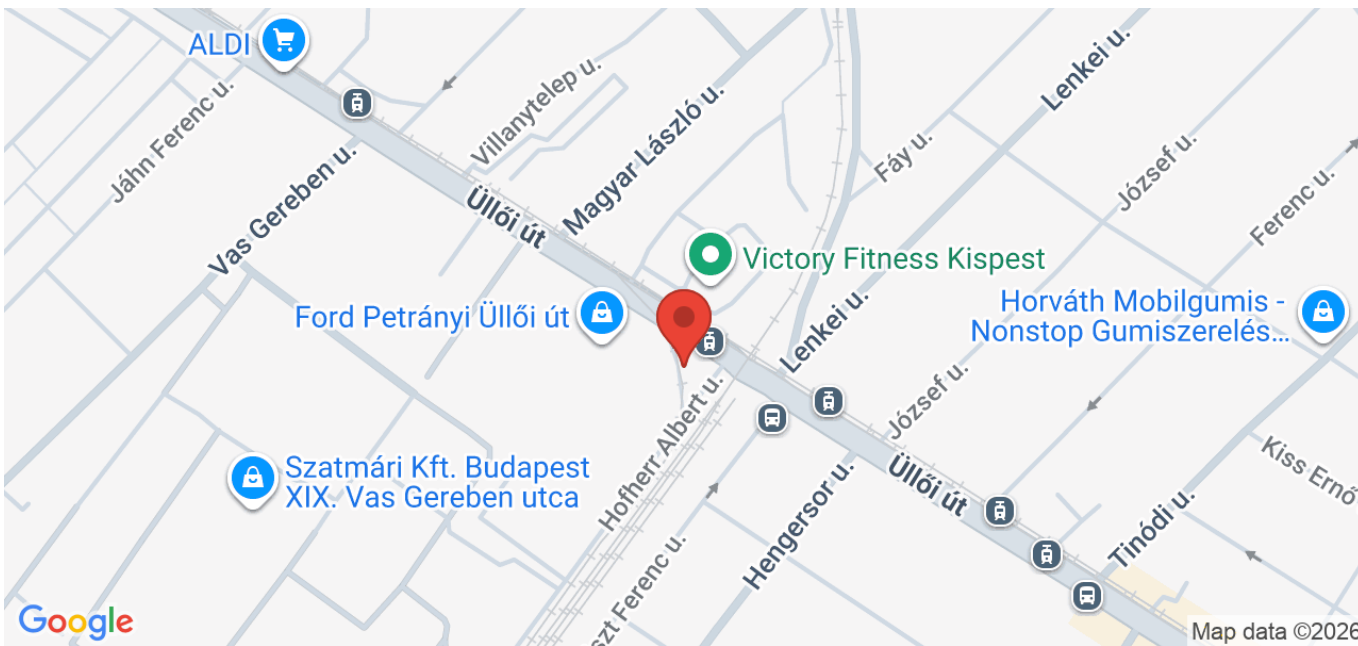 ALDI
Jáhn Ferenc u.
Villanytelep u.
Magyar László u.
Lenkei u.
Fáy u.
József u.
Ferenc u.
Vas Gereben u.
Üllői út
Victory Fitness Kispest
Ford Petrányi Üllői út
Lenkei u.
Horváth Mobilgumis -
Nonstop Gumiszerelés...
Hofherr Albert u.
József u.
Szatmári Kft. Budapest
XIX. Vas Gereben utca
Üllői út
Kiss Ernő
Hengersor u.
Tinódi u.
szt Ferenc u.
Google
Map data ©2026